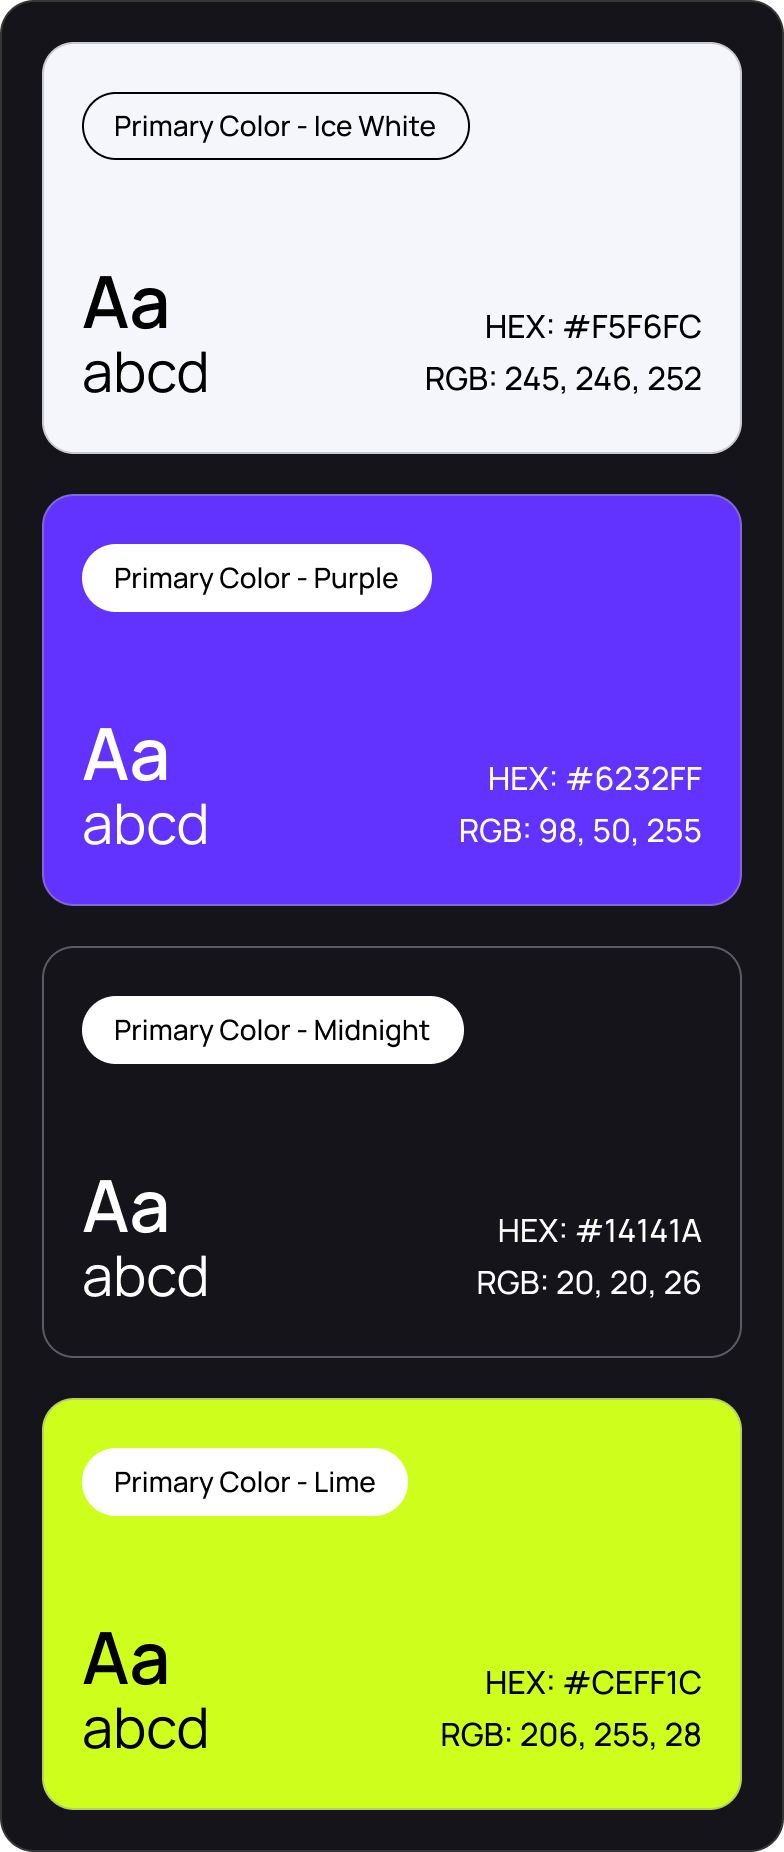 Primary Color - Ice White
Aa
abcd
HEX: #F5F6FC
RGB: 245, 246, 252
Primary Color - Purple
Aa
abcd
HEX: #6232FF
RGB: 98, 50, 255
Primary Color - Midnight
Aa
abcd
HEX: #14141A
RGB: 20, 20, 26
Primary Color - Lime
Aa
abcd
HEX: #CEFF1C
RGB: 206, 255, 28